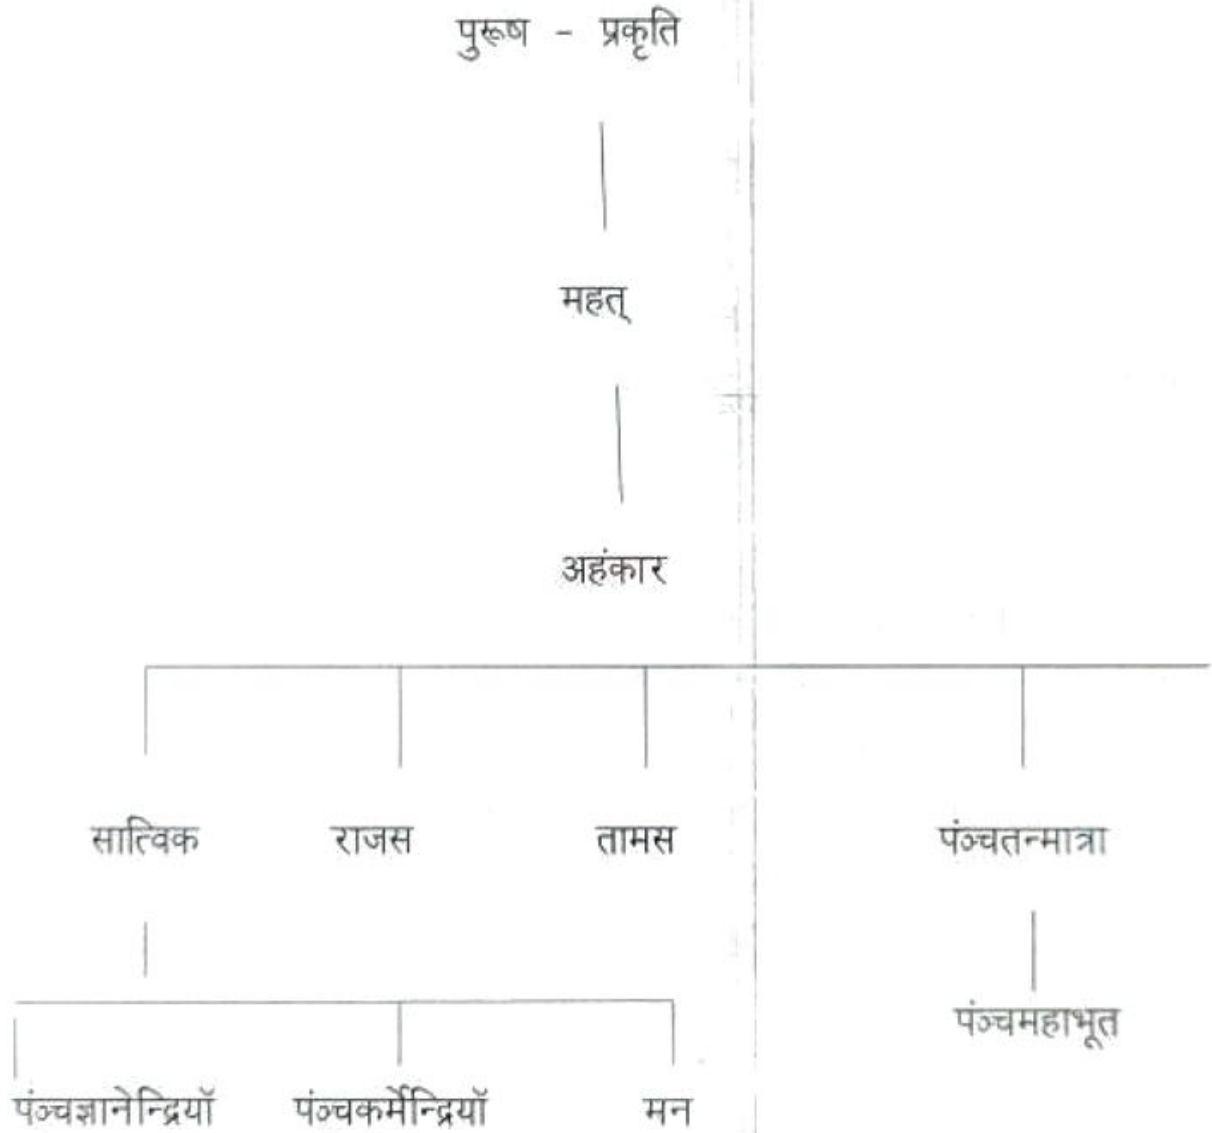 पुरूष - प्रकृति
महत्
अहंकार
सात्विक राजस तामस पंञ्चतन्मात्रा
पंञ्चमहाभूत
पंञ्चज्ञानेन्द्रियॉ पंञ्चकर्मेन्द्रियॉ मन